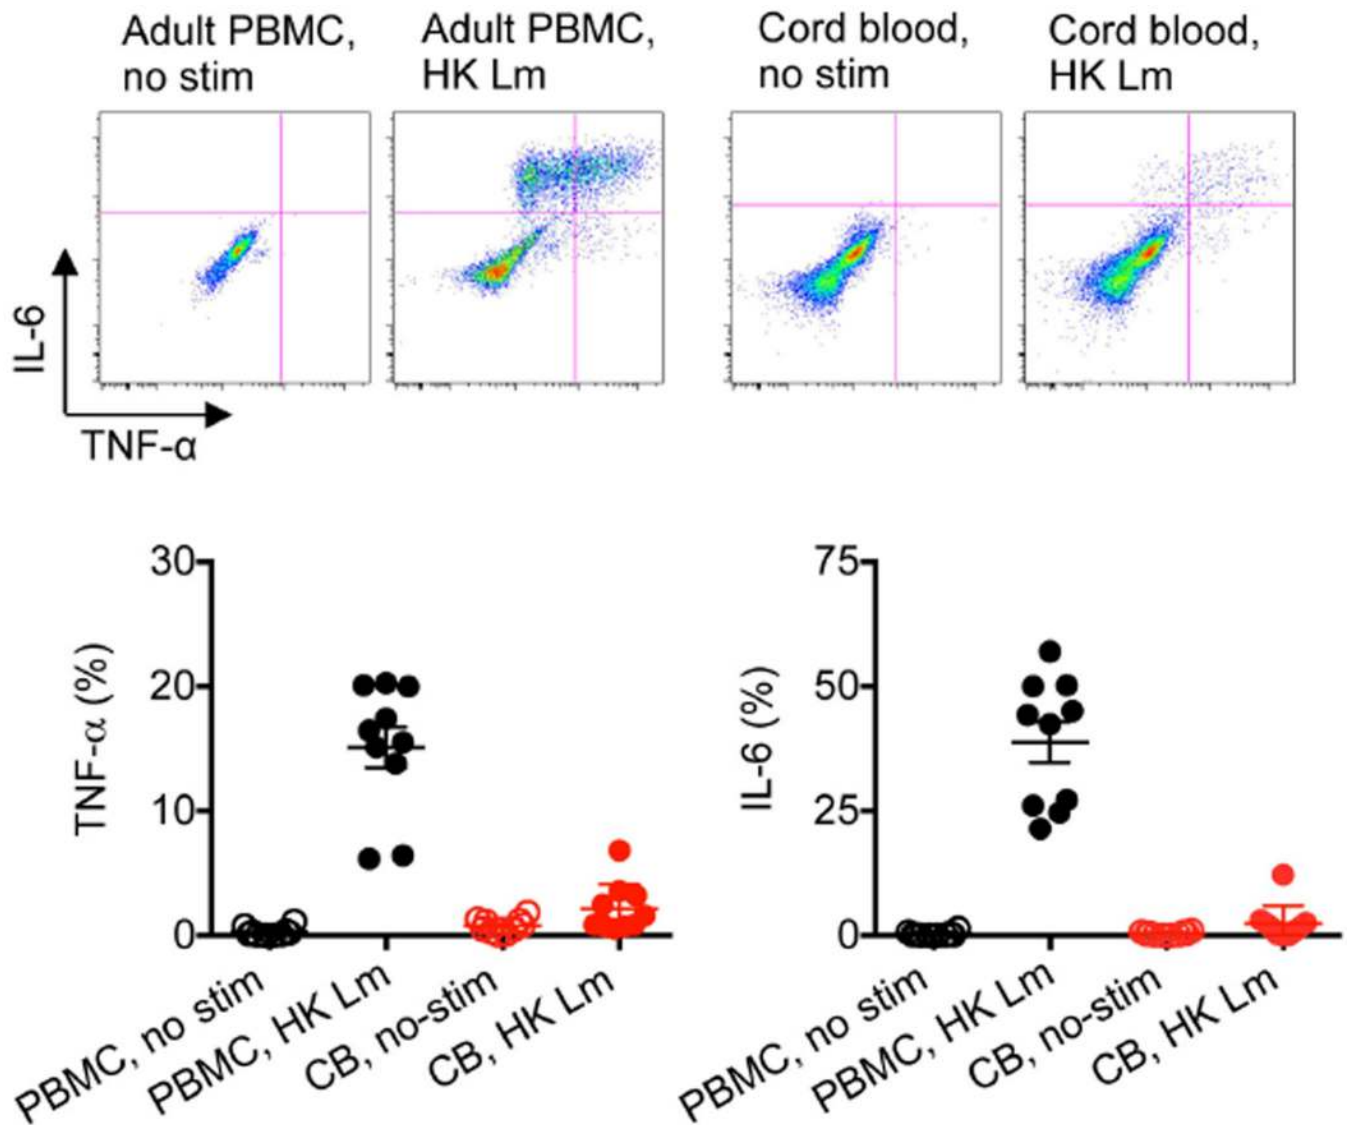 Adult PBMC,
no stim
Adult PBMC,
HK Lm
Cord blood,
no stim
Cord blood,
HK Lm
IL-6
TNF-α
30
20
10
0
TNF-α (%)
PBMC, no stim
PBMC, HK Lm
CB, no-stim
CB, HK Lm
75
50
25
0
IL-6 (%)
PBMC, no stim
PBMC, HK Lm
CB, no-stim
CB, HK Lm